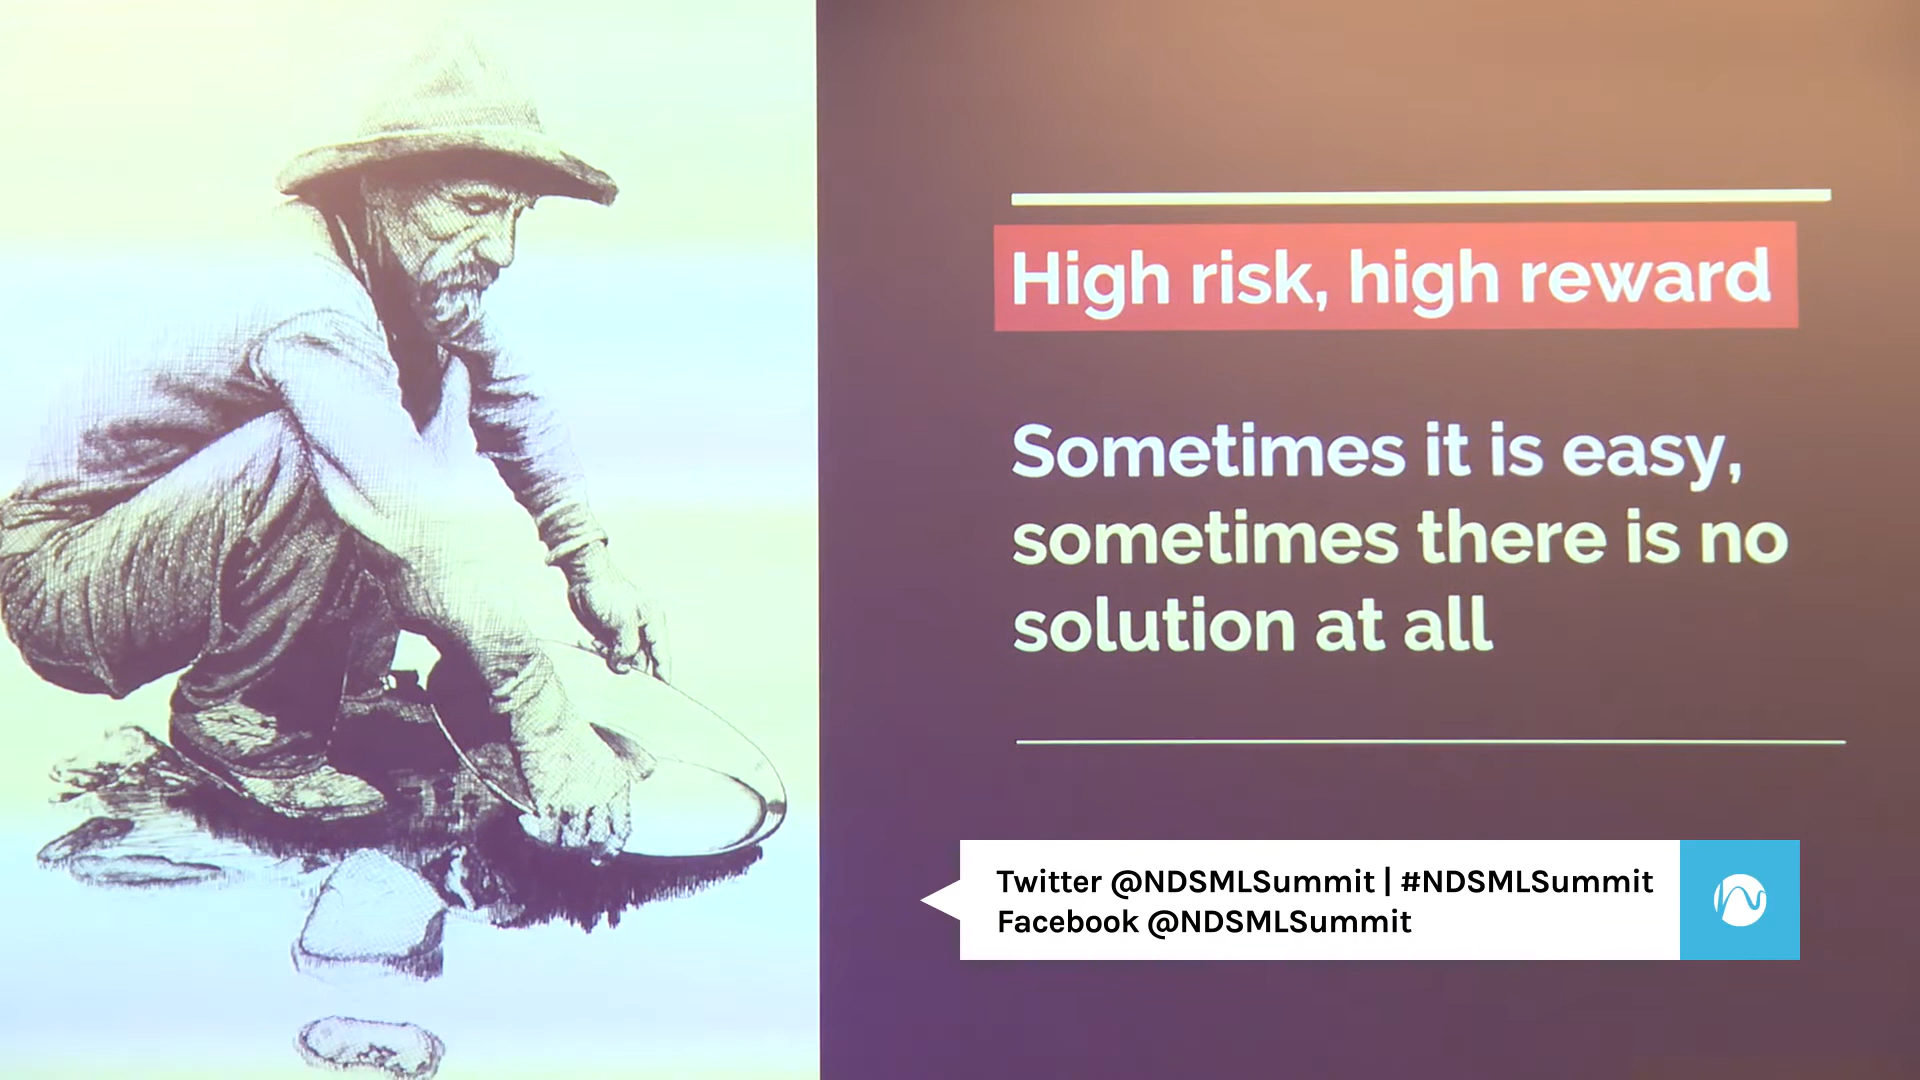 High risk, high reward
Sometimes it is easy,
sometimes there is no
solution at all
Twitter @NDSMLSummit | #NDSMLSummit
Facebook @NDSMLSummit